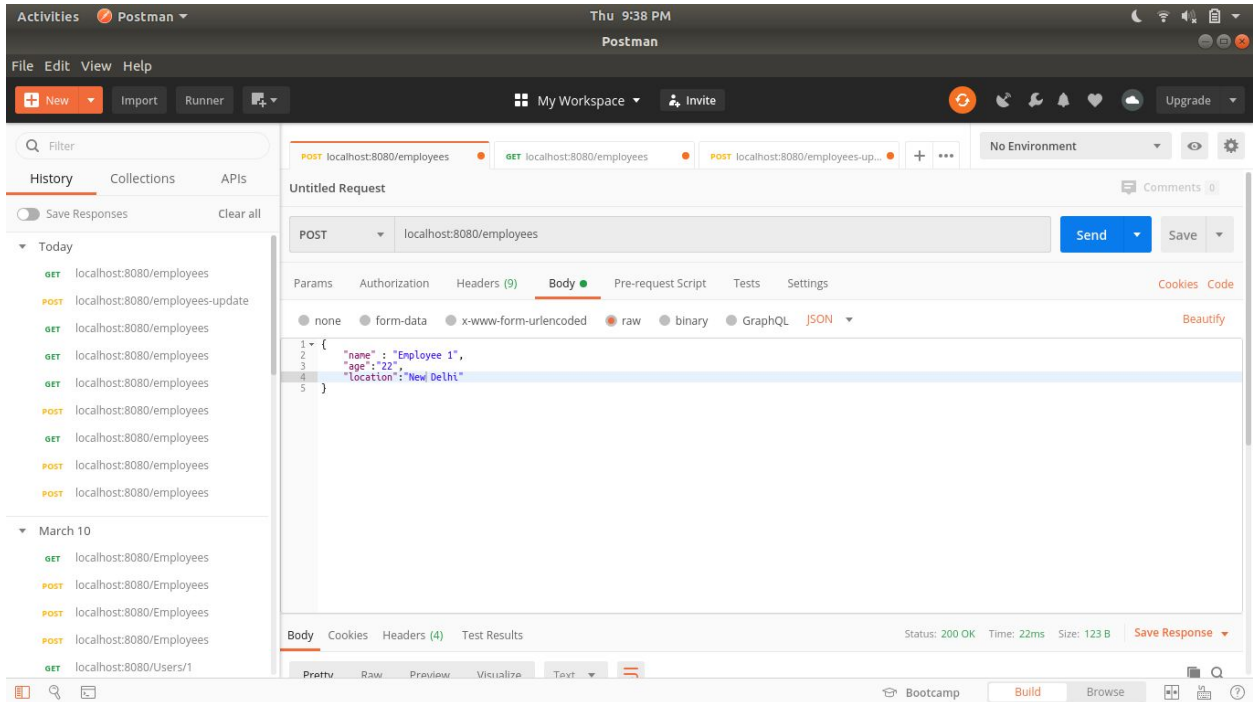 Activities Postman Thu 9:38 PM
Postman
File Edit View Help
New Import Runner My Workspace Invite Upgrade
Filter
History Collections APIs
Save Responses Clear all
Today
GET localhost:8080/employees
POST localhost:8080/employees-update
GET localhost:8080/employees
GET localhost:8080/employees
GET localhost:8080/employees
POST localhost:8080/employees
GET localhost:8080/employees
POST localhost:8080/employees
POST localhost:8080/employees
March 10
GET localhost:8080/Employees
POST localhost:8080/Employees
POST localhost:8080/Employees
POST localhost:8080/Employees
GET localhost:8080/Users/1
POST localhost:8080/employees GET localhost:8080/employees POST localhost:8080/employees-up... + ••• No Environment
Untitled Request Comments 0
POST localhost:8080/employees Send Save
Params Authorization Headers (9) Body Pre-request Script Tests Settings Cookies Code
none form-data x-www-form-urlencoded raw binary GraphQL JSON Beautify
1 {
2 "name" : "Employee 1",
3 "age":"22",
4 "location":"New Delhi"
5 }
Body Cookies Headers (4) Test Results Status: 200 OK Time: 22ms Size: 123 B Save Response
Pretty Raw Preview Visualize Text
Bootcamp Build Browse